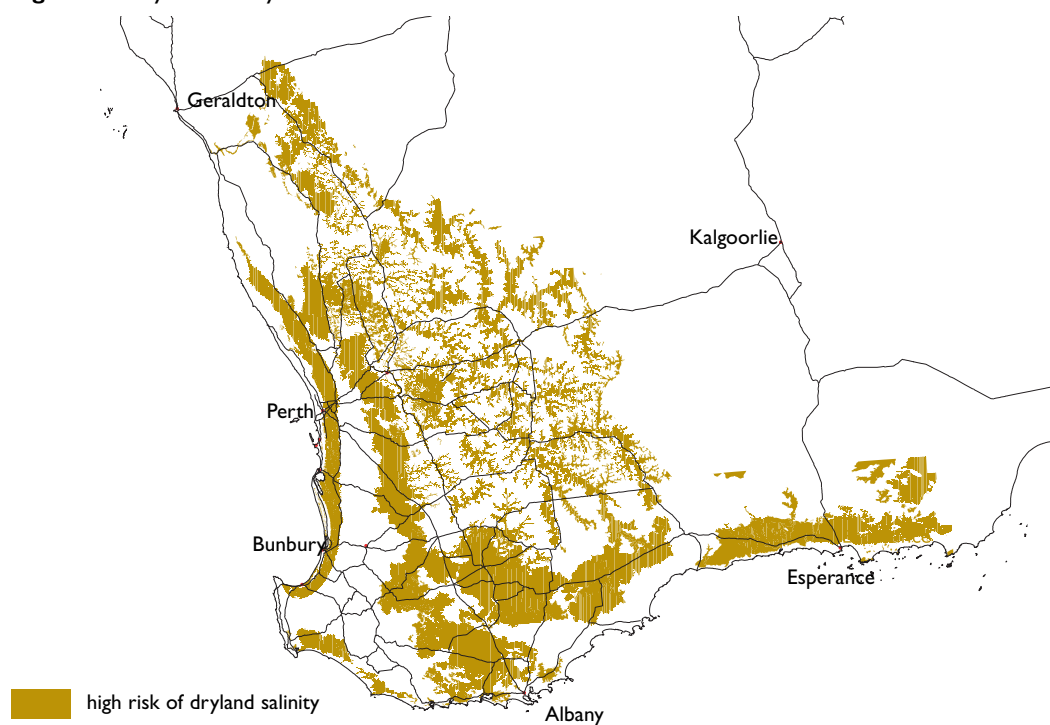 Geraldton
Kalgoorlie
Perth
Bunbury
Esperance
high risk of dryland salinity
Albany